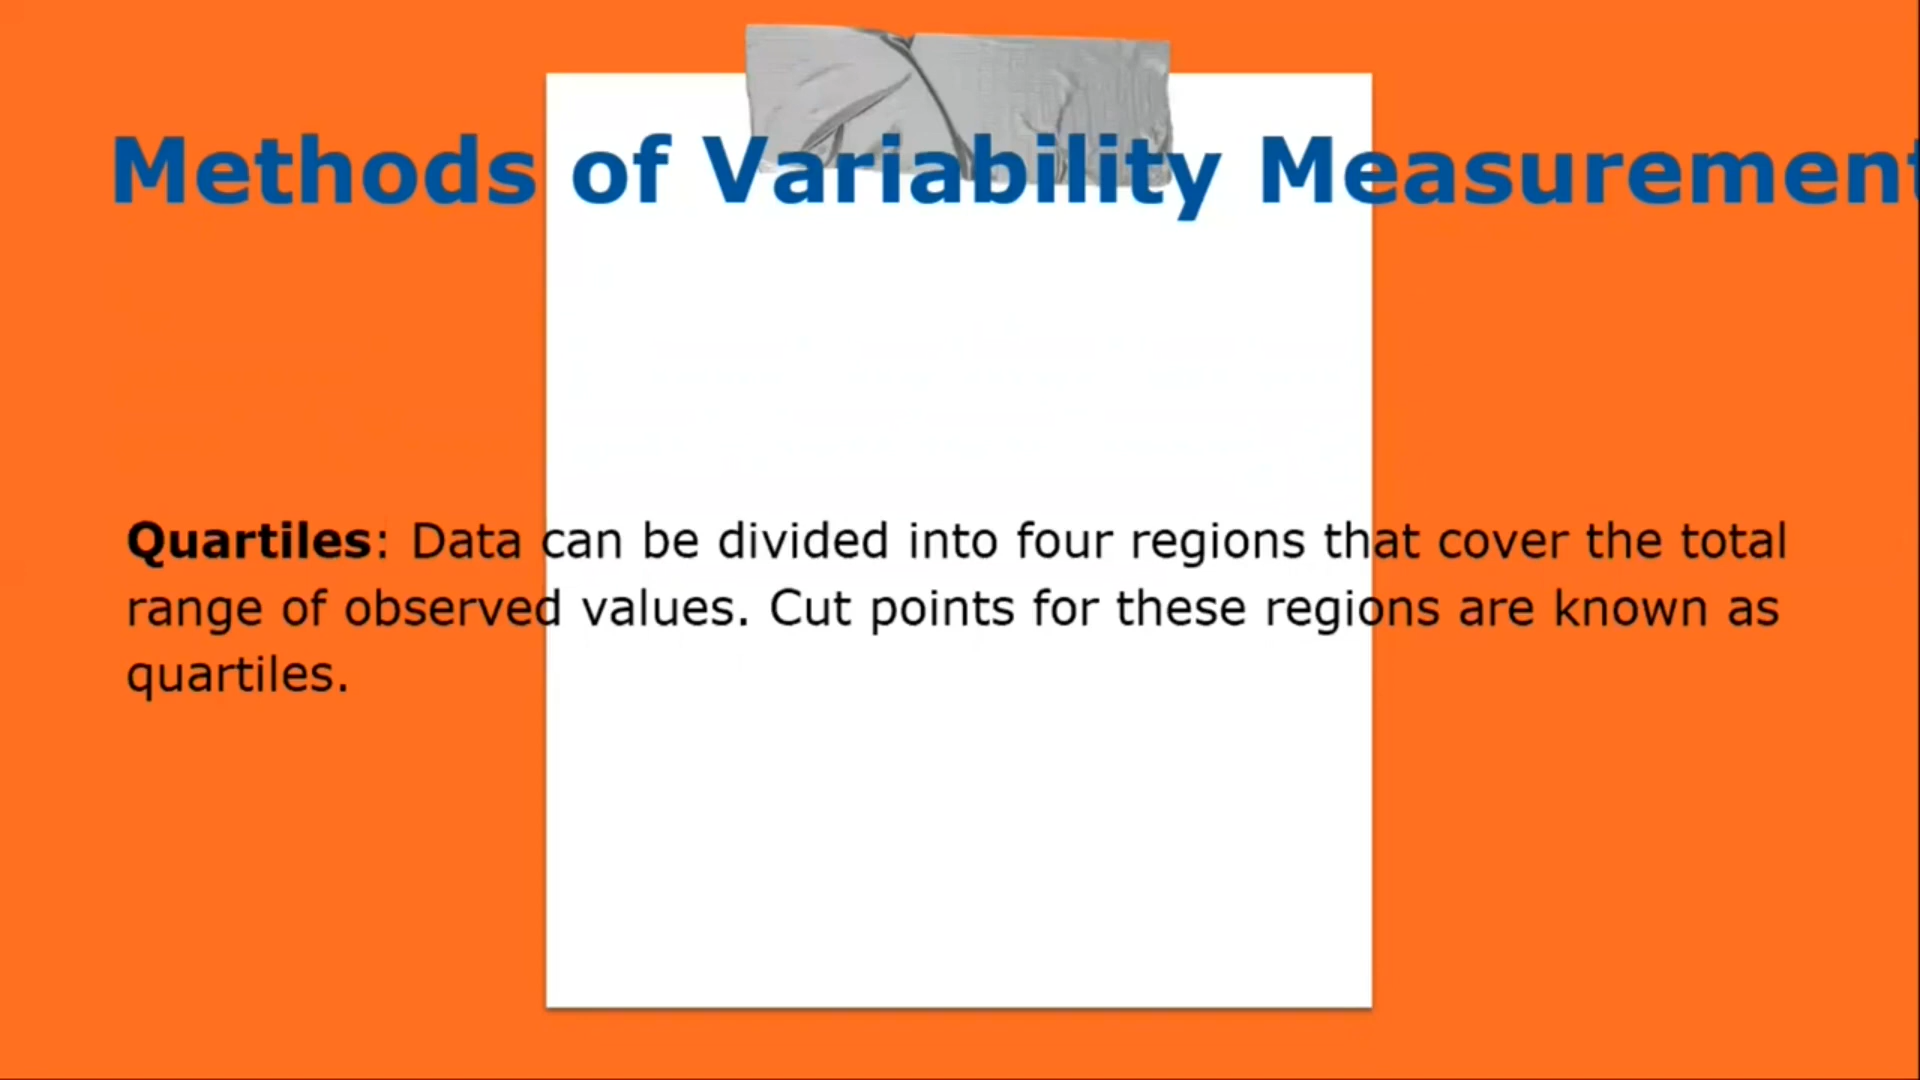 Methods of Variability Measurement
Quartiles: Data can be divided into four regions that cover the total
range of observed values. Cut points for these regions are known as
quartiles.